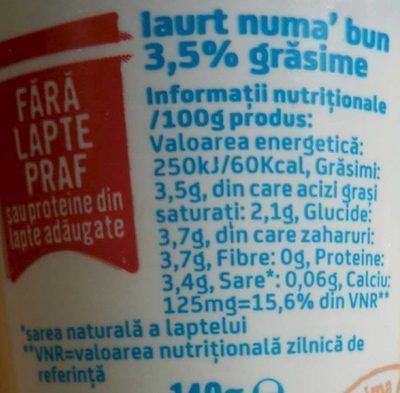 Iaurt numa' bun
3,5% grăsime
FĂRĂ
LAPTE
PRAF
sau proteine din
lapte adăugate
Informații nutriționale
/100g produs:
Valoarea energetică:
250kJ/60Kcal, Grăsimi:
3,5g, din care acizi grași
saturați: 2,1g, Glucide:
3,7g, din care zaharuri:
3,7g, Fibre: 0g, Proteine:
3,4g, Sare*: 0,06g, Calciu:
125mg=15,6% din VNR**
*sarea naturală a laptelui
**VNR=valoarea nutrițională zilnică de
referință
140g